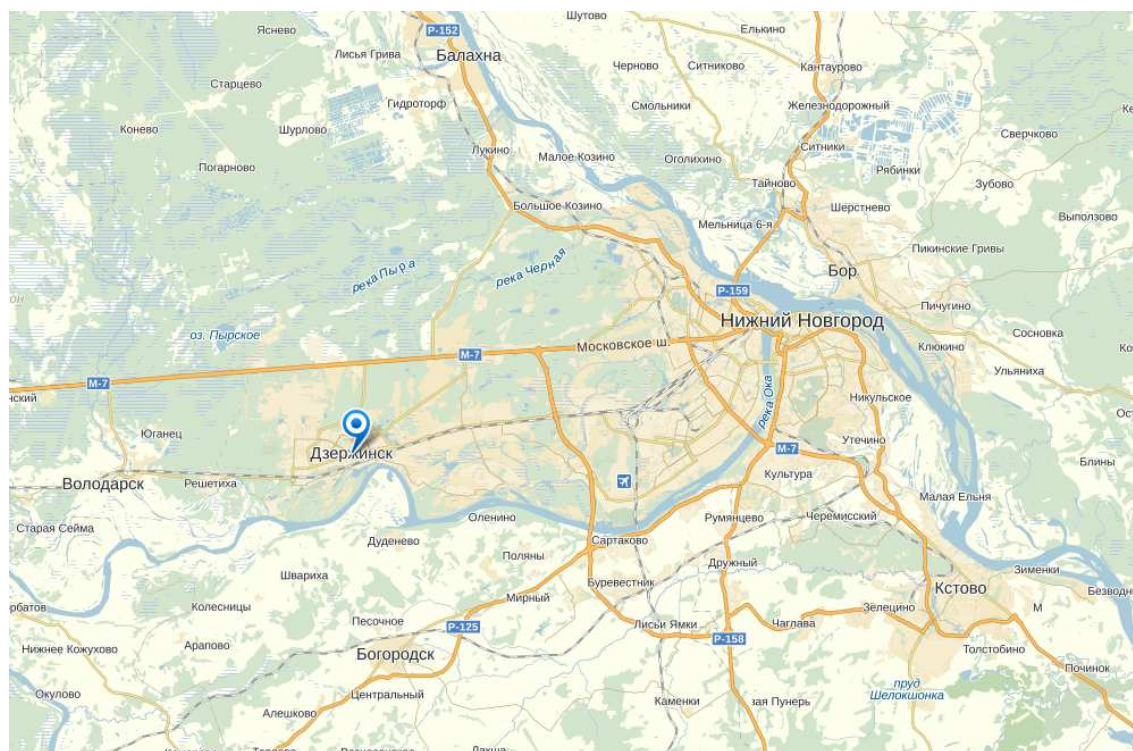 Яснево
Шутово
Елькино
Р-152
Лисья Грива
Балахна
Черново
Ситниково
Кантаурово
Старцево
Гидроторф
Смольники
Железнодорожный
Конево
Шурлово
Сверчково
Лукино
Малое Козино
Оголихино
Ситники
Погарново
Рябинки
Тайново
Зубово
Большое Козино
Шерстнево
Выползово
Мельница 6-я
Пикинские Гривы
река Пыра
река Черная
Бор
Р-159
Пичугино
оз. Пырское
Нижний Новгород
Сосновка
Московское ш.
Клюкино
М-7
М-7
Ульяниха
река Ока
Никульское
Юганец
Утечино
Дзержинск
М-7
Блины
Володарск
Решетиха
Культура
Малая Ельня
Старая Сейма
Оленино
Румянцево
Черемисский
Дуденево
Сартаково
Поляны
Дружный
Швариха
Буревестник
Зименки
Кстово
Колесницы
Мирный
Зелецино
М
Песочное
Р-125
Лисьи Ямки
Чаглава
Р-158
Нижнее Кожухово
Арапово
Богородск
Толстобино
Починок
Окулово
Центральный
пруд
Шелокшонка
Каменки
Алешково